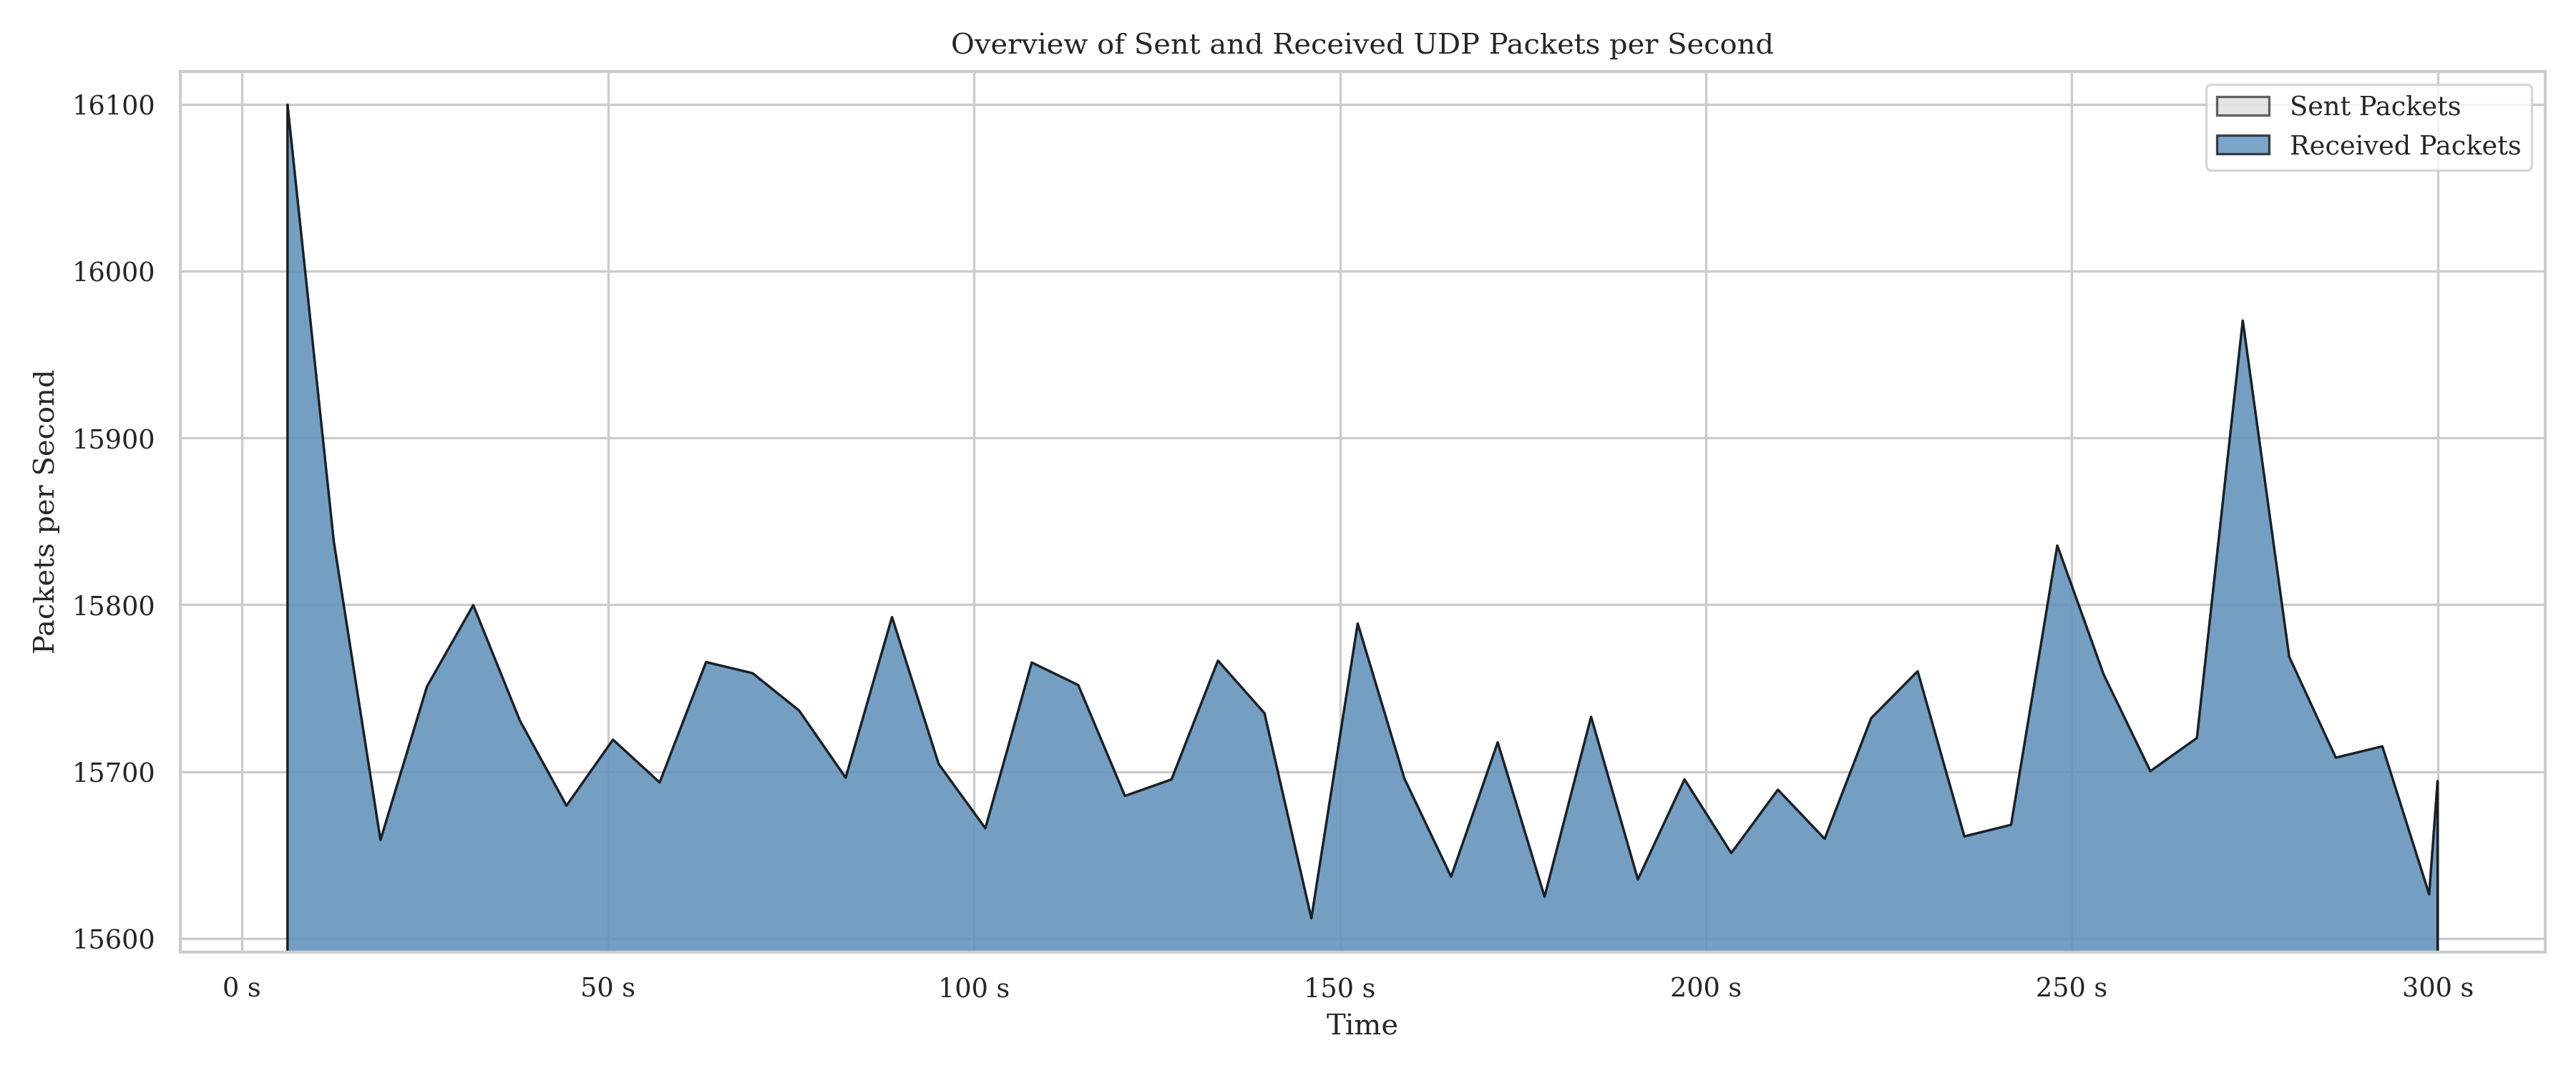 Overview of Sent and Received UDP Packets per Second
Sent Packets
Received Packets
Packets per Second
16100
16000
15900
15800
15700
15600
0 s
50 s
100 s
150 s
200 s
250 s
300 s
Time